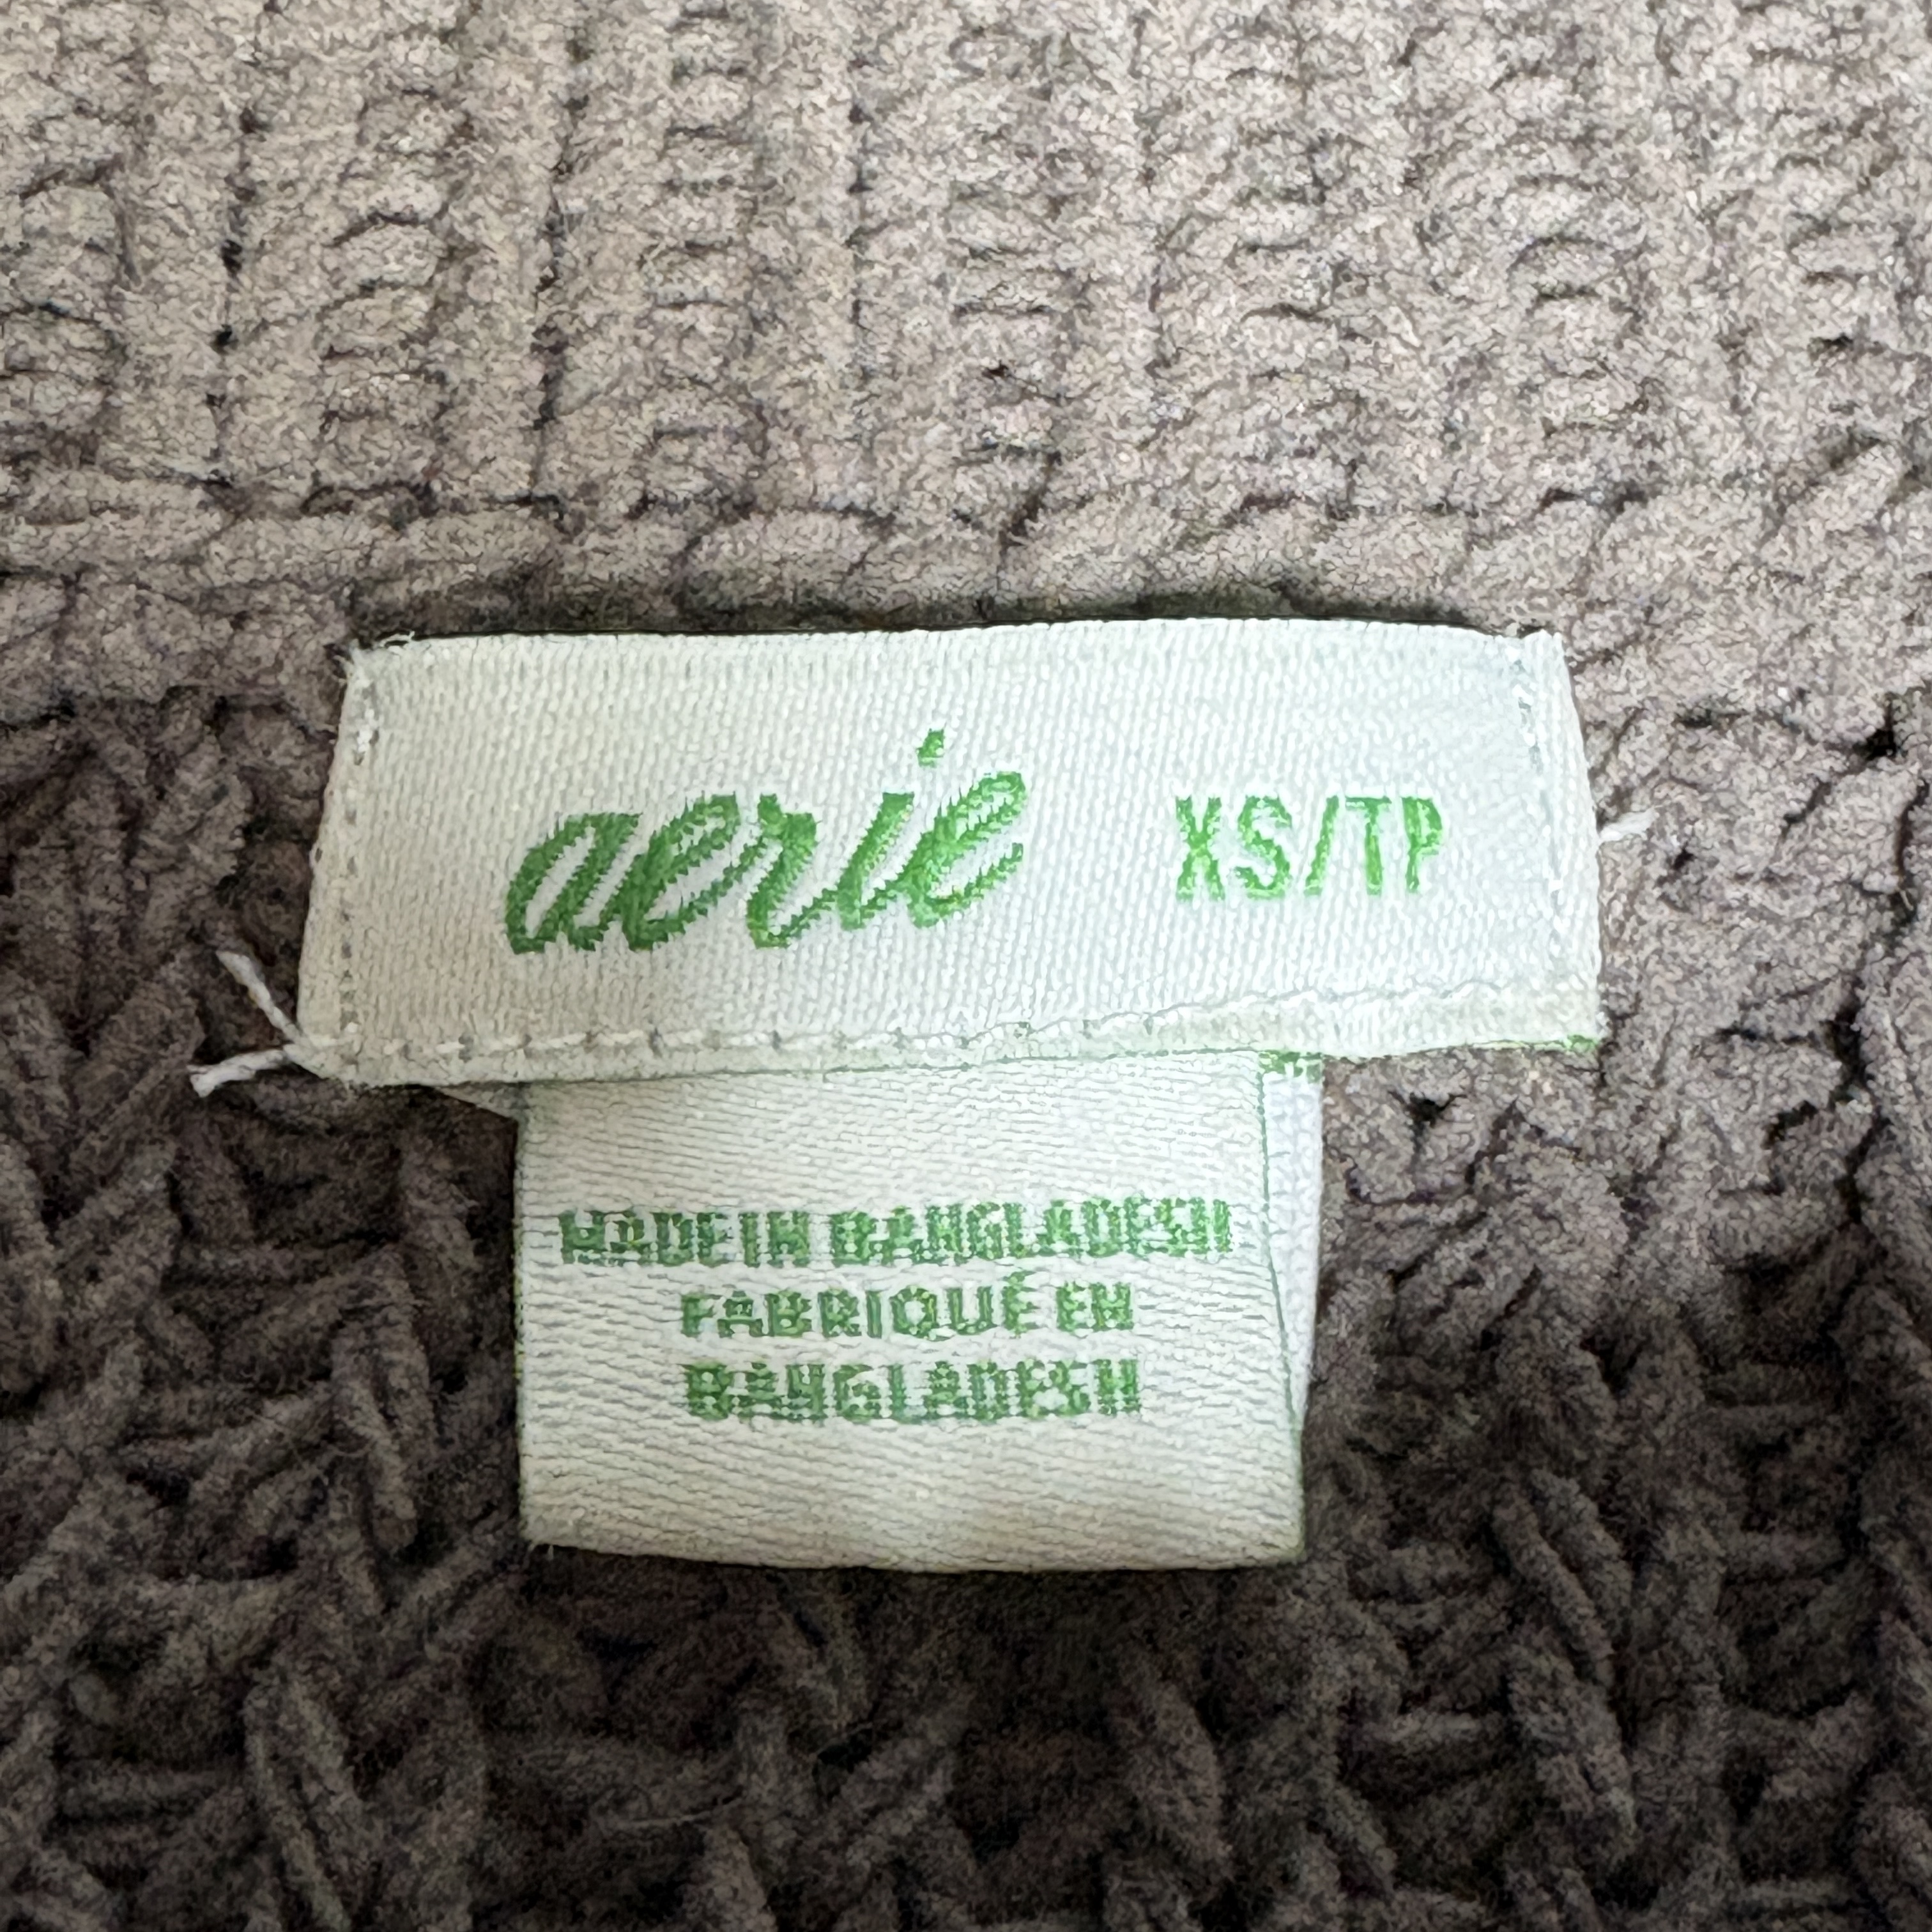 aerie XS/TP
MADE IN BANGLADESH
FABRIQUÉ EN
BANGLADESH